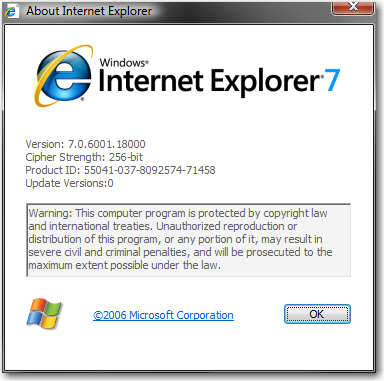 About Internet Explorer
Windows®
Internet Explorer 7
Version: 7.0.6001.18000
Cipher Strength: 256-bit
Product ID: 55041-037-8092574-71458
Update Versions:0
Warning: This computer program is protected by copyright law
and international treaties. Unauthorized reproduction or
distribution of this program, or any portion of it, may result in
severe civil and criminal penalties, and will be prosecuted to the
maximum extent possible under the law.
©2006 Microsoft Corporation
OK